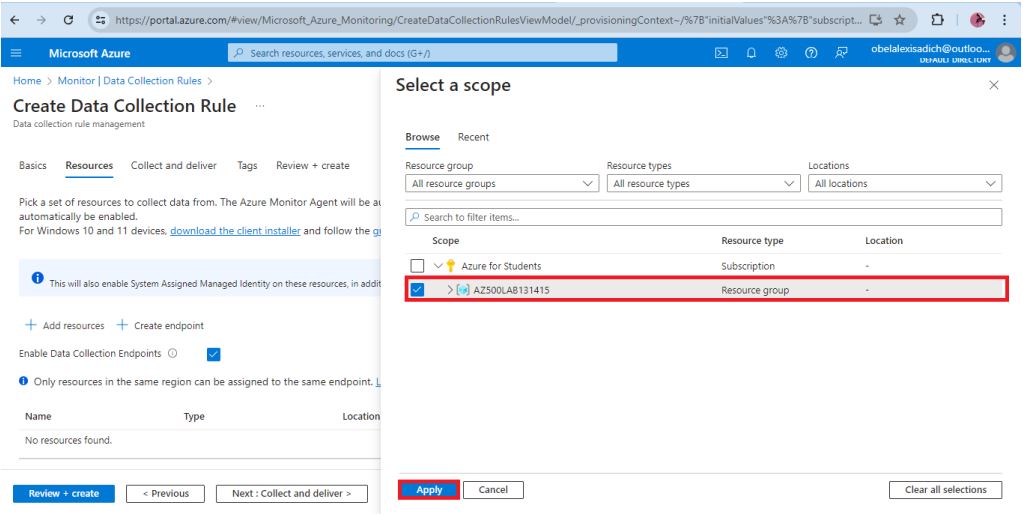 https://portal.azure.com/#view/Microsoft_Azure_Monitoring/CreateDataCollectionRulesViewModel/_provisioningContext~/%7B"initialValues"%3A%7B"subscript...
Microsoft Azure
Search resources, services, and docs (G+/)
obelalexisadich@outloo...
DEFAULT DIRECTORY
Home > Monitor | Data Collection Rules >
Create Data Collection Rule ...
Data collection rule management
Basics Resources Collect and deliver Tags Review + create
Pick a set of resources to collect data from. The Azure Monitor Agent will be au
automatically be enabled.
For Windows 10 and 11 devices, download the client installer and follow the
This will also enable System Assigned Managed Identity on these resources, in addit
+ Add resources + Create endpoint
Enable Data Collection Endpoints
Only resources in the same region can be assigned to the same endpoint. L
Name Type Location
No resources found.
Review + create < Previous Next : Collect and deliver >
Select a scope
Browse Recent
Resource group Resource types Locations
All resource groups All resource types All locations
Search to filter items...
Scope Resource type Location
Azure for Students Subscription -
AZ500LAB131415 Resource group -
Apply Cancel Clear all selections